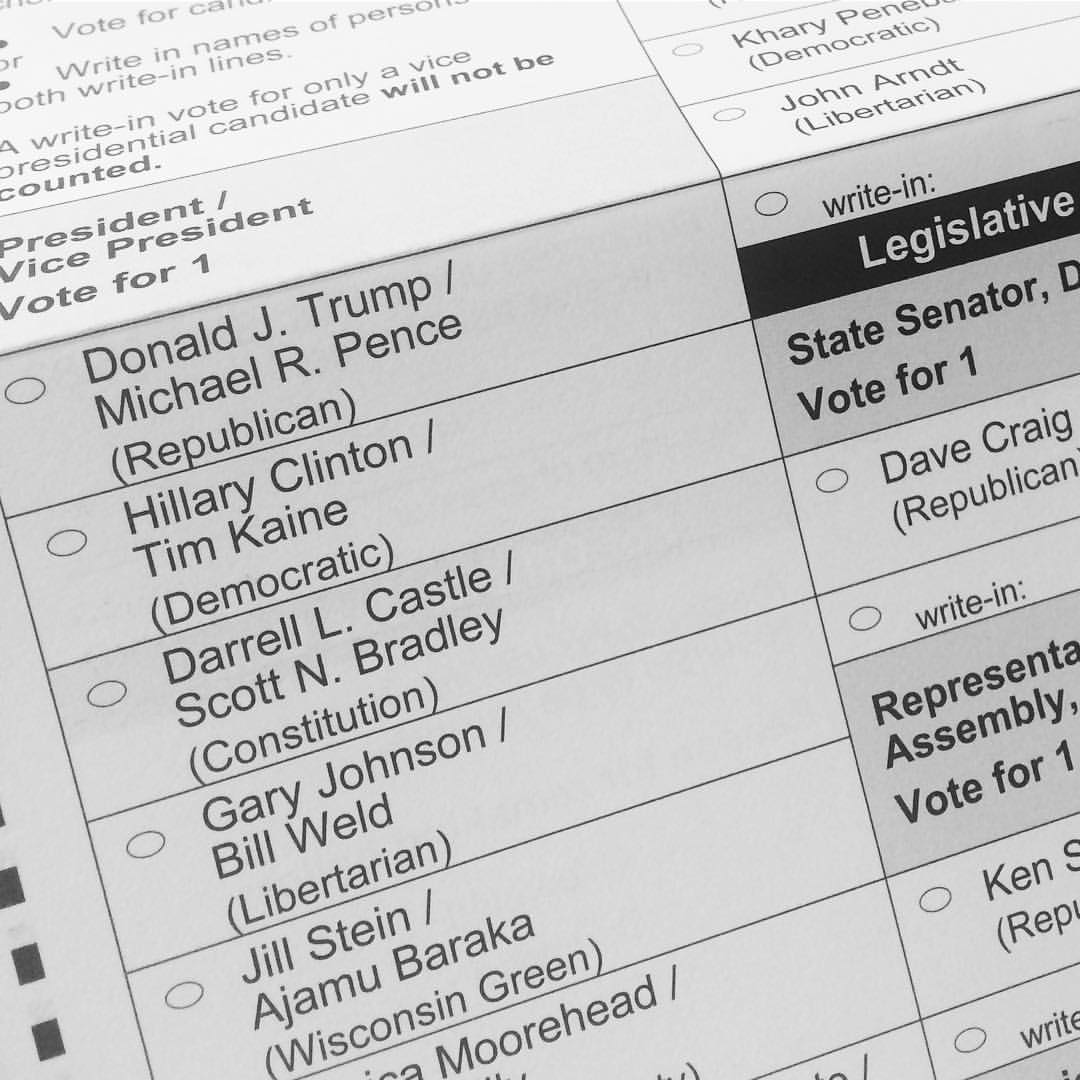 Vote for
or
Write in names of persons
both write-in lines.
A write-in vote for only a vice
presidential candidate will not be
counted.
President /
Vice President
Vote for 1
Donald J. Trump /
Michael R. Pence
(Republican)
Hillary Clinton /
Tim Kaine
(Democratic)
Darrell L. Castle /
Scott N. Bradley
(Constitution)
Gary Johnson /
Bill Weld
(Libertarian)
Jill Stein /
Ajamu Baraka
(Wisconsin Green)
Moorehead /
Khary
(Democratic)
John Arndt
(Libertarian)
write-in:
Legislative
State Senator, D
Vote for 1
Dave Craig
(Republican)
write-in:
Representa
Assembly,
Vote for 1
Ken S
(Repu
write